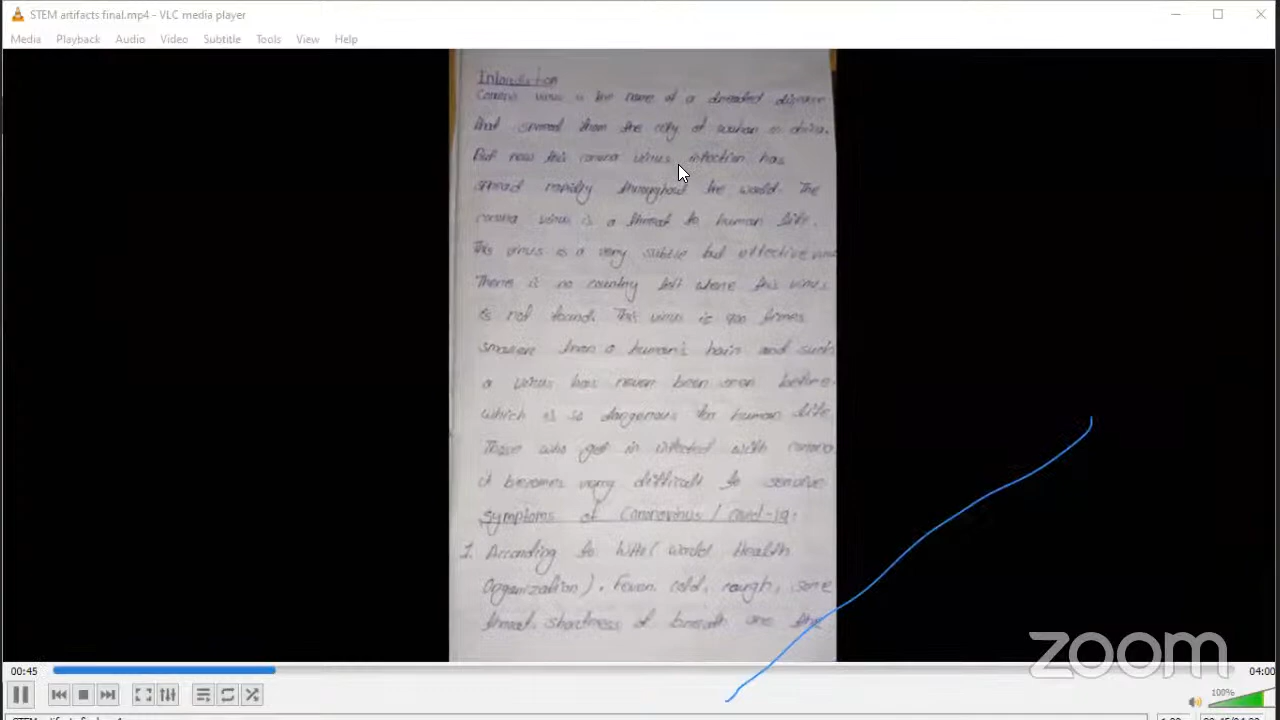 STEM artifacts final.mp4 - VLC media player
Media Playback Audio Video Subtitle Tools View Help
Introduction
Corona virus is the name of a dreaded disease
that spread from the city of wuhan in china.
But now this corona virus infection has
spread rapidly throughout the world. The
corona virus is a threat to human life.
This virus is a very subtle but effective virus
There is no country left where this virus
is not found. This virus is 900 times
smaller than a human's hair and such
a virus has never been seen before.
which is so dangerous for human life
Those who get in infected with corona
it becomes very difficult to
symptoms of Coronavirus / covid-19.
1. According to WHO ( World Health
Organization). Fever, cold, cough, sore
throat, shortness of breath are the
zoom
00:45
04:00
100%